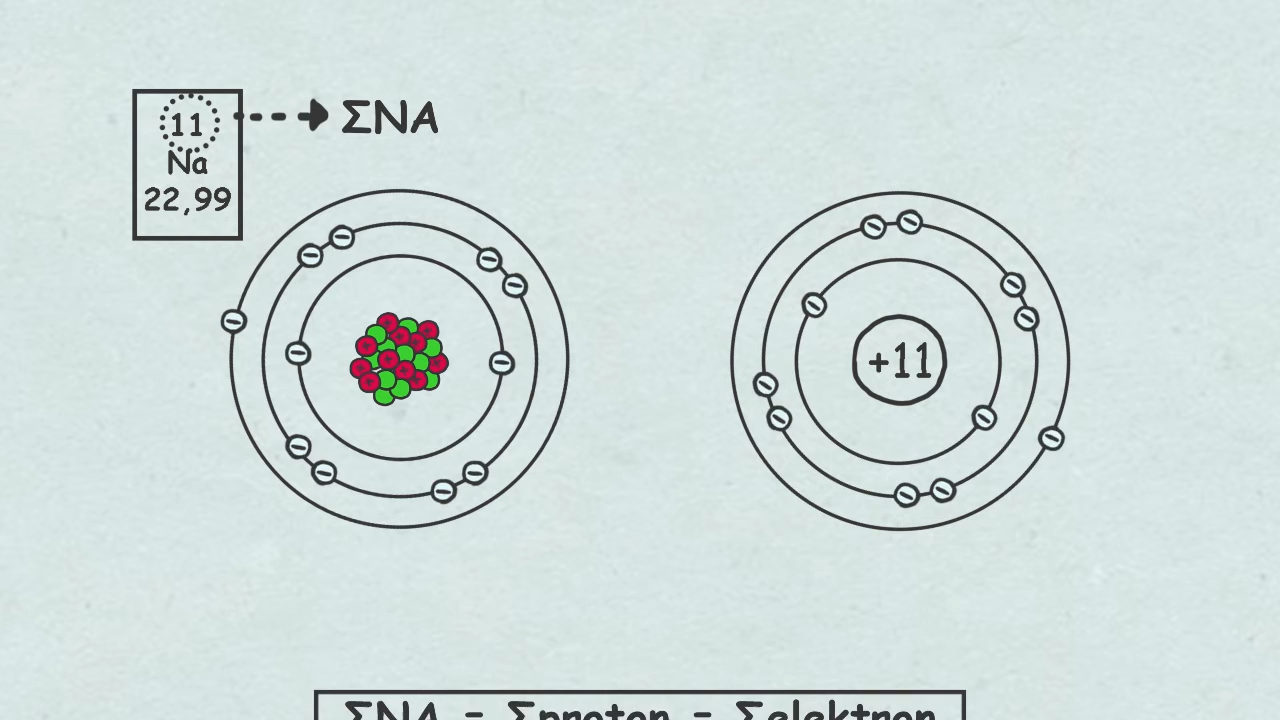 11
Na
22,99
ΣNA
+11
ΣNA = Σproton = Σelektron